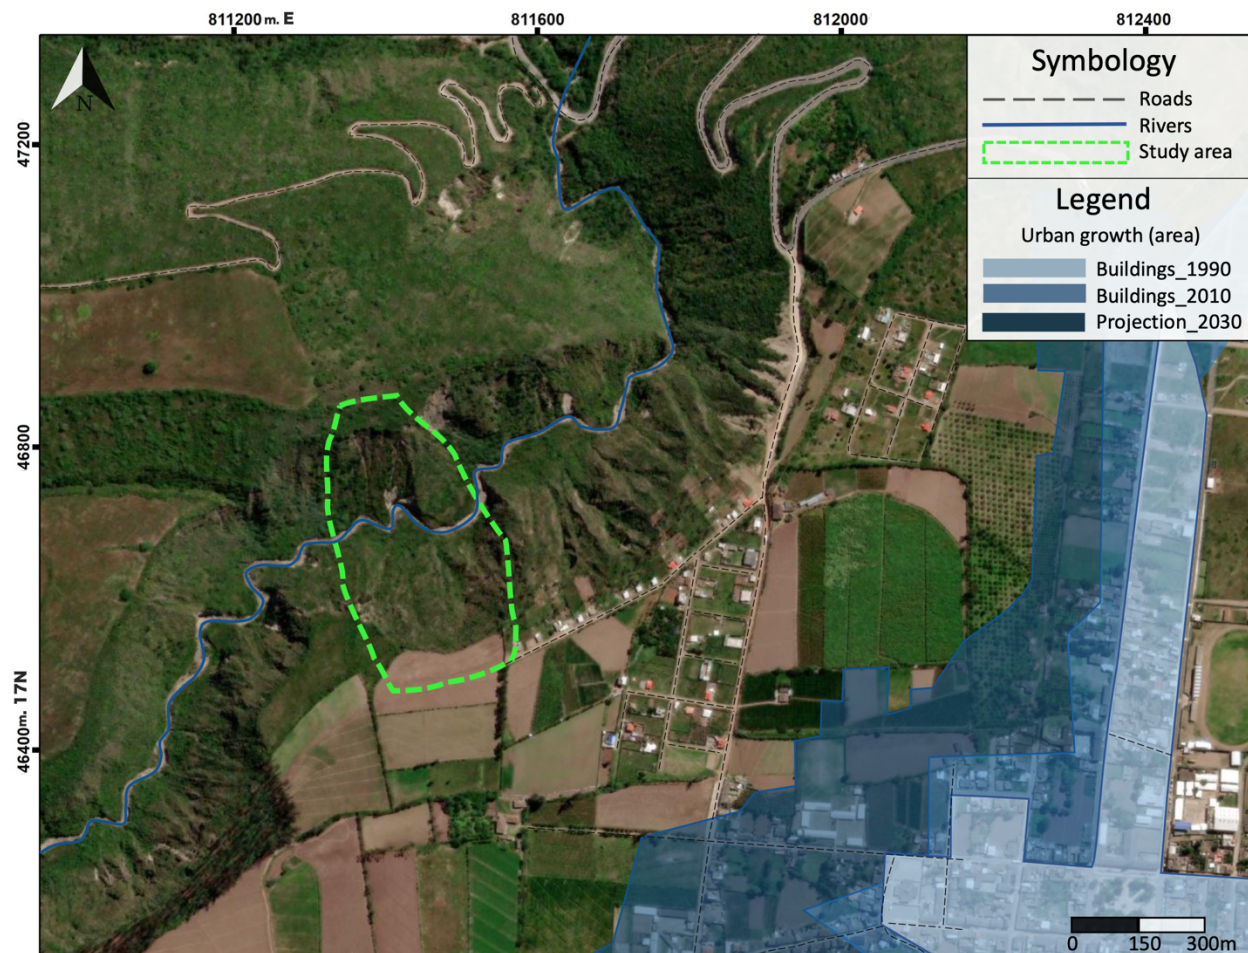 811200 m. E
811600
812000
812400
47200
46800
46400m. 17N
N
Symbology
Roads
Rivers
Study area
Legend
Urban growth (area)
Buildings_1990
Buildings_2010
Projection_2030
0 150 300m